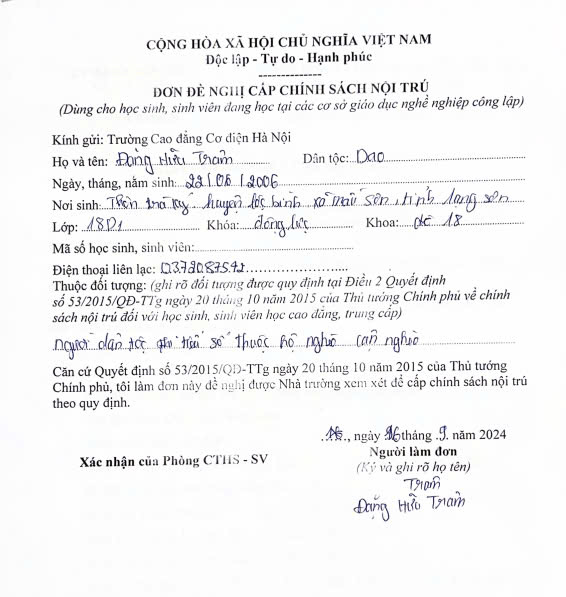 CỘNG HÒA XÃ HỘI CHỦ NGHĨA VIỆT NAM
Độc lập - Tự do - Hạnh phúc
--------------
ĐƠN ĐỀ NGHỊ CẤP CHÍNH SÁCH NỘI TRÚ
(Dùng cho học sinh, sinh viên đang học tại các cơ sở giáo dục nghề nghiệp công lập)
Kính gửi: Trường Cao đẳng Cơ điện Hà Nội
Họ và tên: Đặng Hữu Tram Dân tộc: Dao
Ngày, tháng, năm sinh: 22/08/2006
Nơi sinh: huyện lộc bình xã mẫu sơn tỉnh lạng sơn
Lớp: 18D1 Khóa: động lực Khoa: 18
Mã số học sinh, sinh viên:
Điện thoại liên lạc:
Thuộc đối tượng: (ghi rõ đối tượng được quy định tại Điều 2 Quyết định
số 53/2015/QĐ-TTg ngày 20 tháng 10 năm 2015 của Thủ tướng Chính phủ về chính
sách nội trú đối với học sinh, sinh viên học cao đẳng, trung cấp)
người dân tộc thiểu số thuộc hộ nghèo cận nghèo
Căn cứ Quyết định số 53/2015/QĐ-TTg ngày 20 tháng 10 năm 2015 của Thủ tướng
Chính phủ, tôi làm đơn này đề nghị được Nhà trường xem xét để cấp chính sách nội trú
theo quy định.
, ngày 26 tháng 9. năm 2024
Xác nhận của Phòng CTHS - SV
Người làm đơn
(Ký và ghi rõ họ tên)
Tram
Đặng Hữu Tram